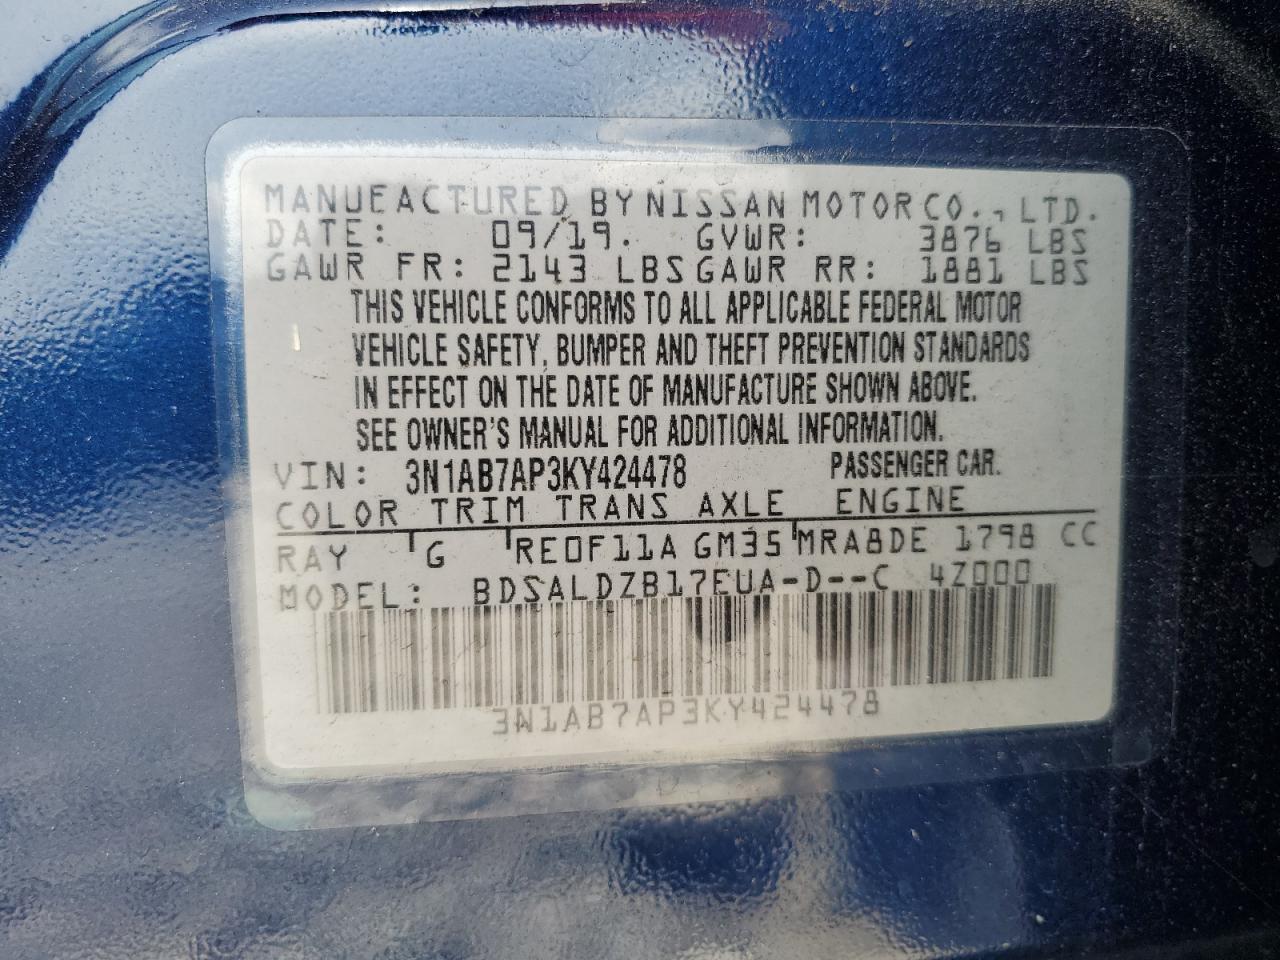 MANUFACTURED BY NISSAN MOTOR CO., LTD.
DATE: 09/19. GVWR: 3876 LBS
GAWR FR: 2143 LBS GAWR RR: 1881 LBS
THIS VEHICLE CONFORMS TO ALL APPLICABLE FEDERAL MOTOR
VEHICLE SAFETY, BUMPER AND THEFT PREVENTION STANDARDS
IN EFFECT ON THE DATE OF MANUFACTURE SHOWN ABOVE.
SEE OWNER'S MANUAL FOR ADDITIONAL INFORMATION.
VIN: 3N1AB7AP3KY424478 PASSENGER CAR.
COLOR TRIM TRANS AXLE ENGINE
RAY G RE0F11A GM35 MRA8DE 1798 CC
MODEL: BDSALDZB17EUA-D--C 4Z000
3N1AB7AP3KY424478